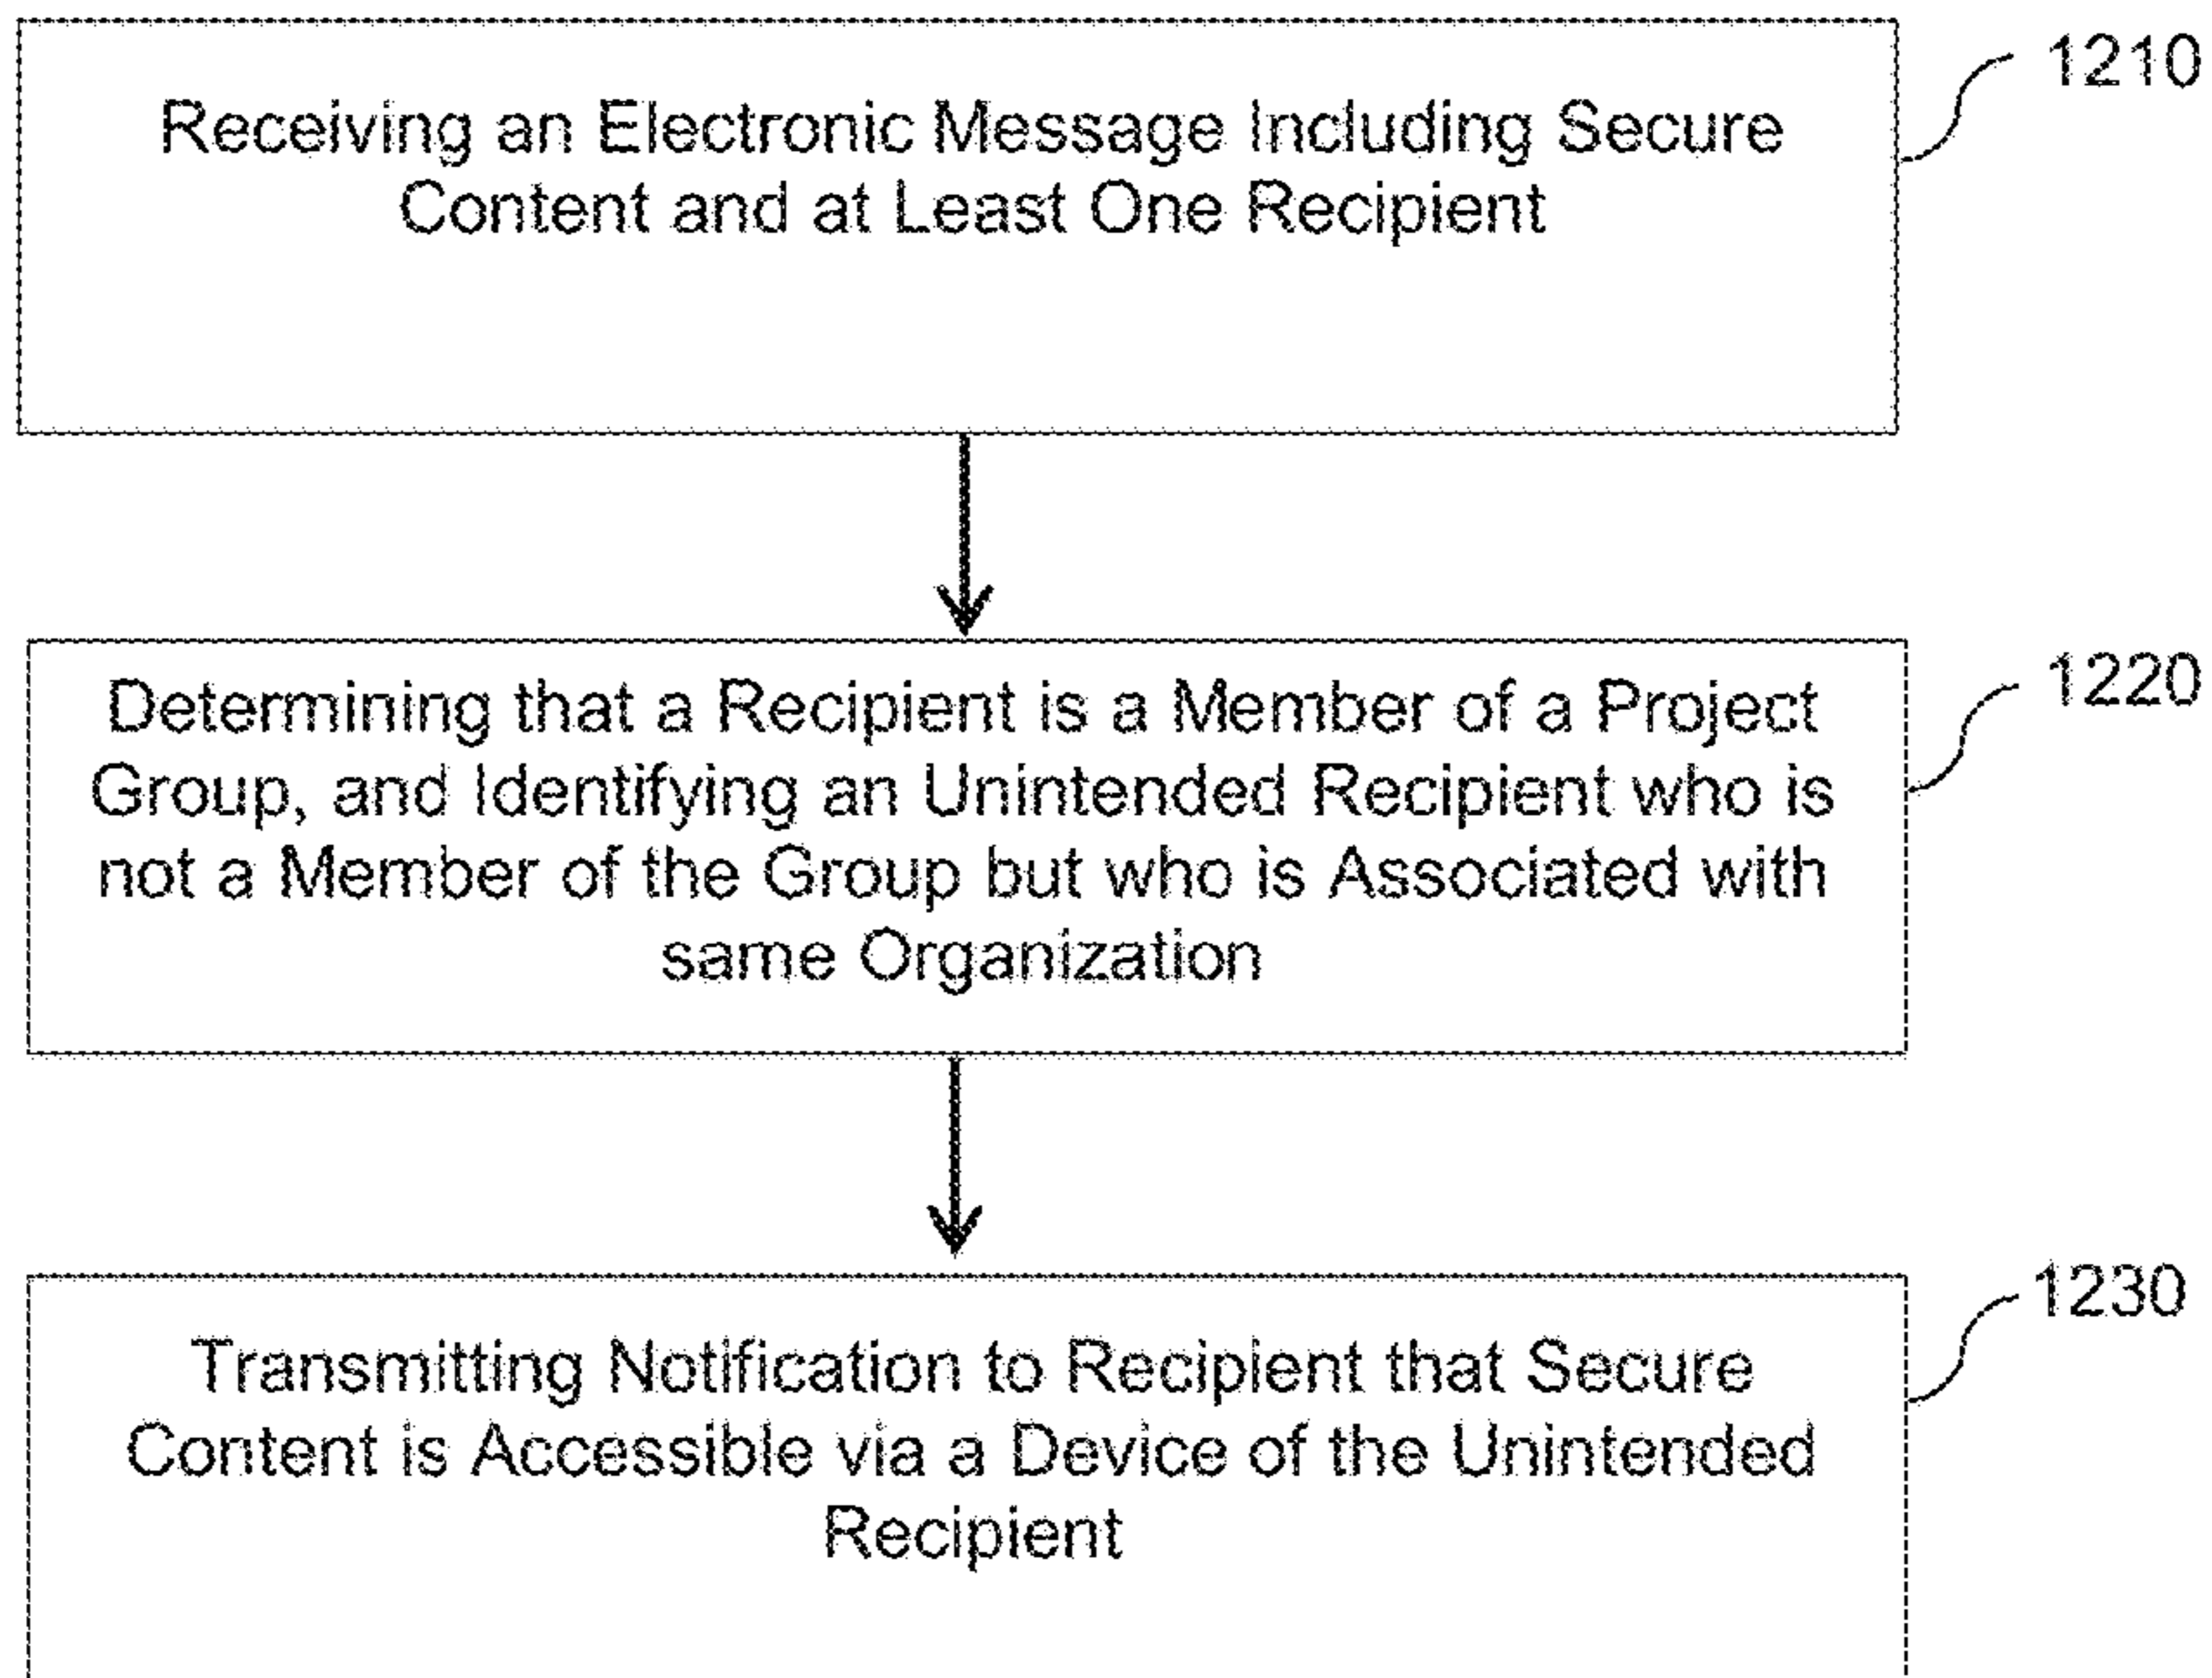 Receiving an Electronic Message Including Secure
Content and at Least One Recipient
1210
Determining that a Recipient is a Member of a Project
Group, and Identifying an Unintended Recipient who is
not a Member of the Group but who is Associated with
same Organization
1220
Transmitting Notification to Recipient that Secure
Content is Accessible via a Device of the Unintended
Recipient
1230